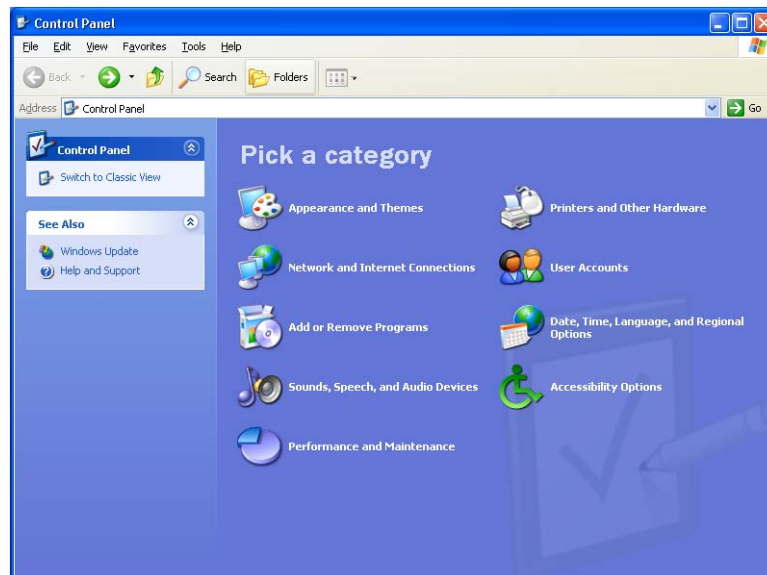 Control Panel
File Edit View Favorites Tools Help
Back Search Folders
Address Control Panel Go
Control Panel
Switch to Classic View
See Also
Windows Update
Help and Support
Pick a category
Appearance and Themes
Printers and Other Hardware
Network and Internet Connections
User Accounts
Add or Remove Programs
Date, Time, Language, and Regional
Options
Sounds, Speech, and Audio Devices
Accessibility Options
Performance and Maintenance